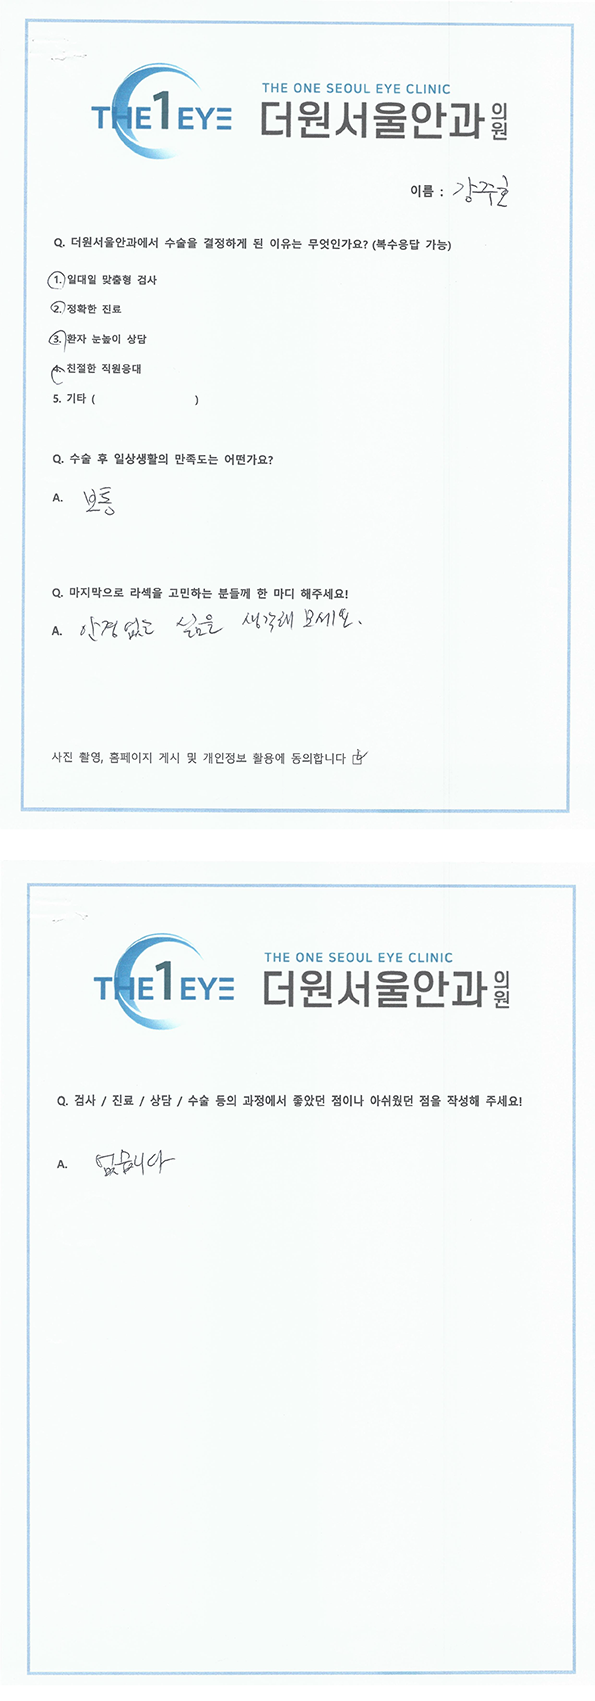 THE ONE SEOUL EYE CLINIC
THE1EYE 더원서울안과의원
이름 : 강주호
Q. 더원서울안과에서 수술을 결정하게 된 이유는 무엇인가요? (복수응답 가능)
1. 일대일 맞춤형 검사
2. 정확한 진료
3. 환자 눈높이 상담
4. 친절한 직원응대
5. 기타 ( )
Q. 수술 후 일상생활의 만족도는 어떤가요?
A. 보통
Q. 마지막으로 라섹을 고민하는 분들께 한 마디 해주세요!
A. 안경 없는 삶을 생각해 보세요.
사진 촬영, 홈페이지 게시 및 개인정보 활용에 동의합니다
THE ONE SEOUL EYE CLINIC
THE1EYE 더원서울안과의원
Q. 검사 / 진료 / 상담 / 수술 등의 과정에서 좋았던 점이나 아쉬웠던 점을 작성해 주세요!
A. 없습니다